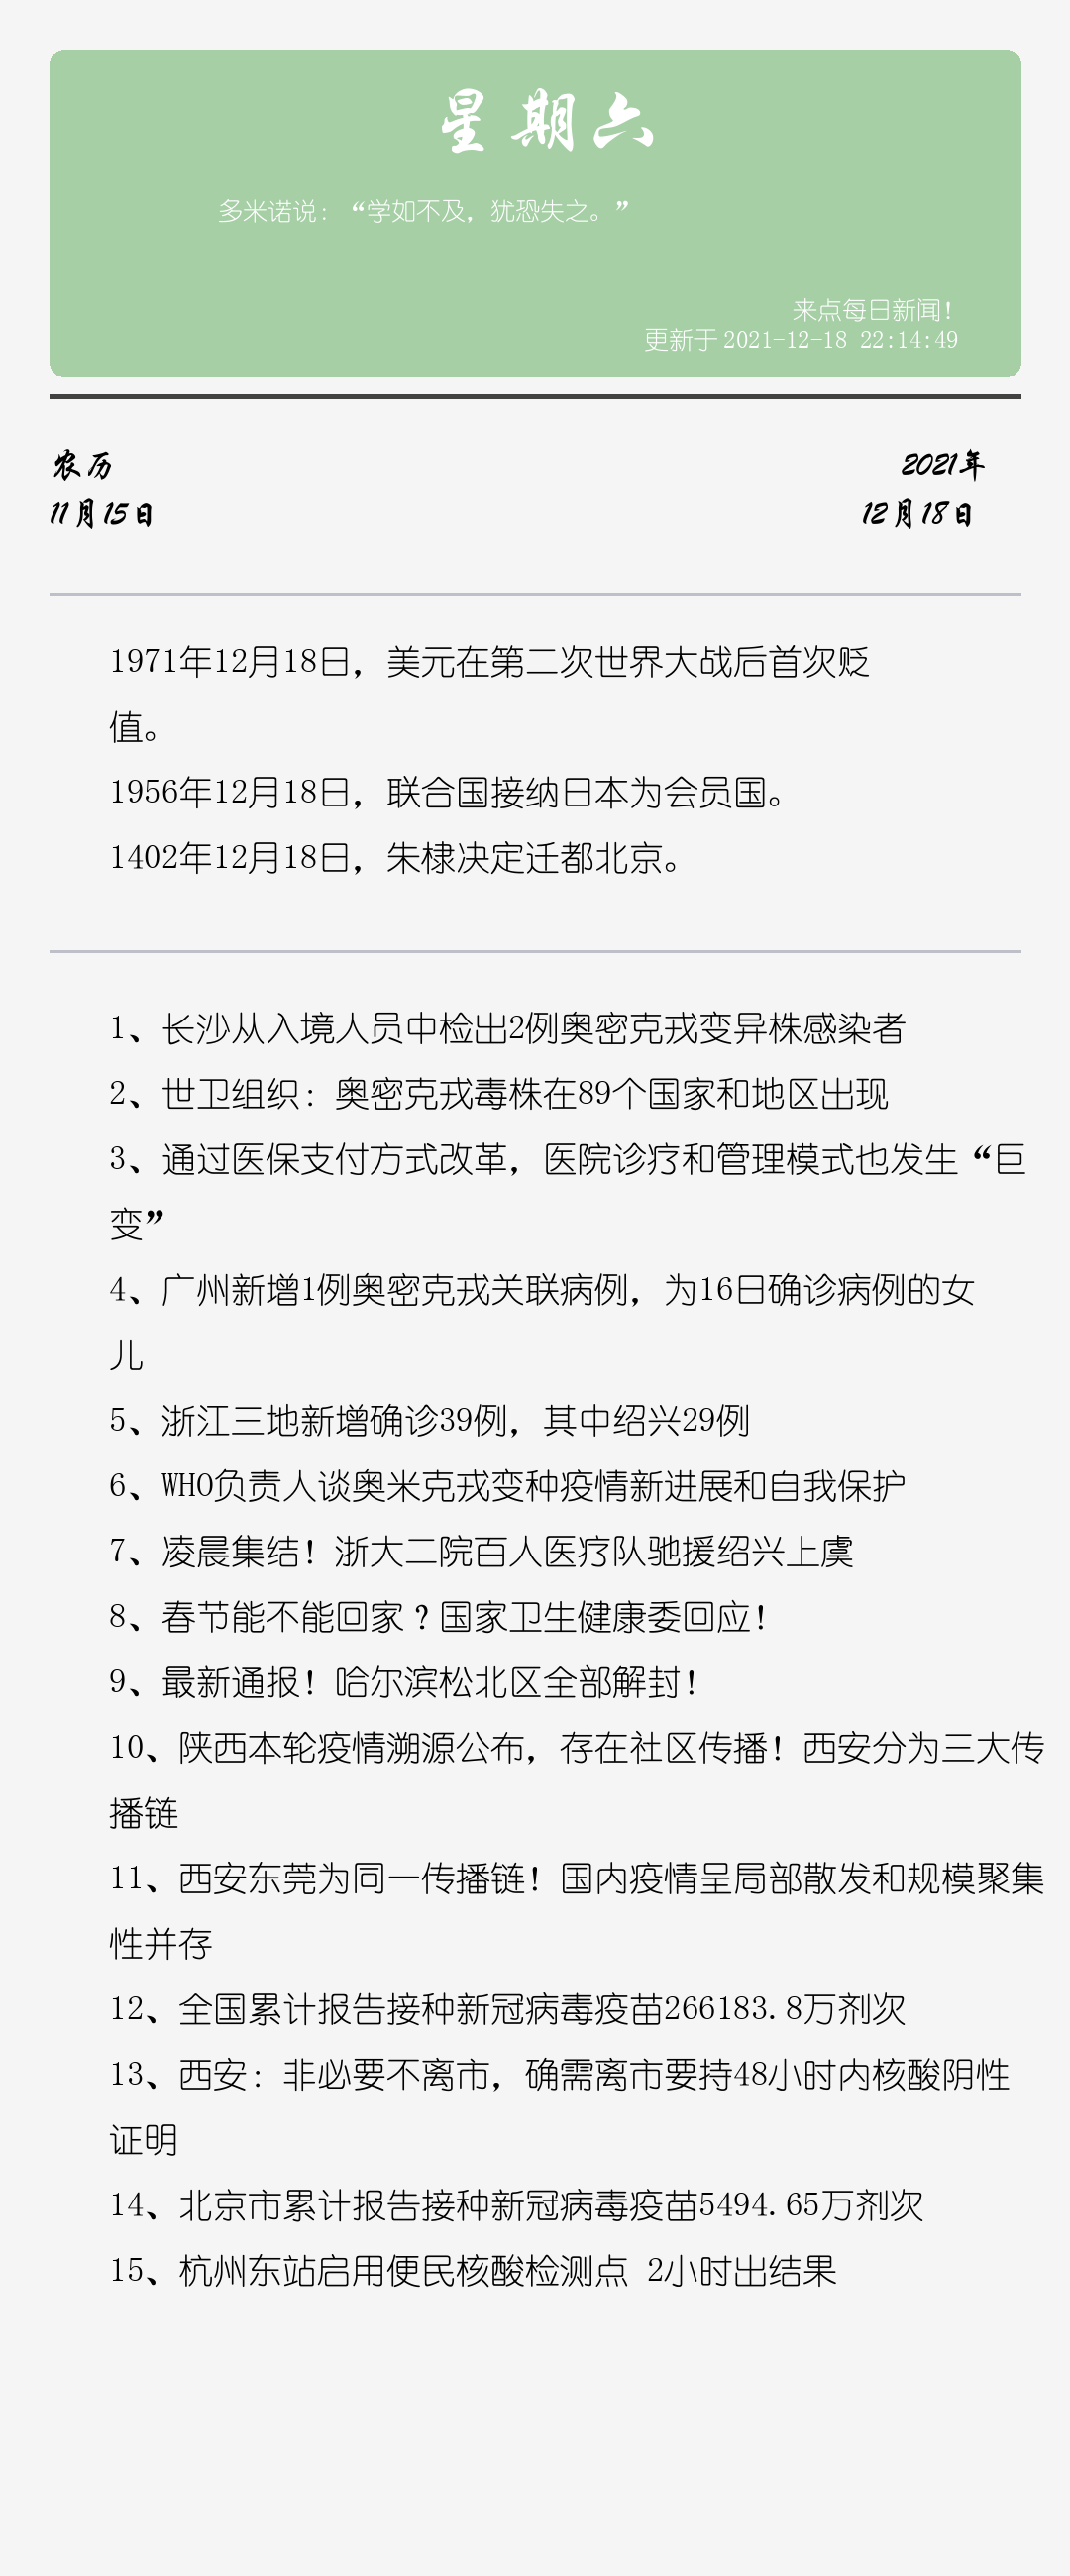 星期六
多米诺说：“学如不及，犹恐失之。”
来点每日新闻！
更新于 2021-12-18 22:14:49
农历
2021年
11月15日
12月18日
1971年12月18日，美元在第二次世界大战后首次贬
值。
1956年12月18日，联合国接纳日本为会员国。
1402年12月18日，朱棣决定迁都北京。
1、长沙从入境人员中检出2例奥密克戎变异株感染者
2、世卫组织：奥密克戎毒株在89个国家和地区出现
3、通过医保支付方式改革，医院诊疗和管理模式也发生“巨
变”
4、广州新增1例奥密克戎关联病例，为16日确诊病例的女
儿
5、浙江三地新增确诊39例，其中绍兴29例
6、WHO负责人谈奥米克戎变种疫情新进展和自我保护
7、凌晨集结！浙大二院百人医疗队驰援绍兴上虞
8、春节能不能回家？国家卫生健康委回应！
9、最新通报！哈尔滨松北区全部解封！
10、陕西本轮疫情溯源公布，存在社区传播！西安分为三大传
播链
11、西安东莞为同一传播链！国内疫情呈局部散发和规模聚集
性并存
12、全国累计报告接种新冠病毒疫苗266183.8万剂次
13、西安：非必要不离市，确需离市要持48小时内核酸阴性
证明
14、北京市累计报告接种新冠病毒疫苗5494.65万剂次
15、杭州东站启用便民核酸检测点 2小时出结果